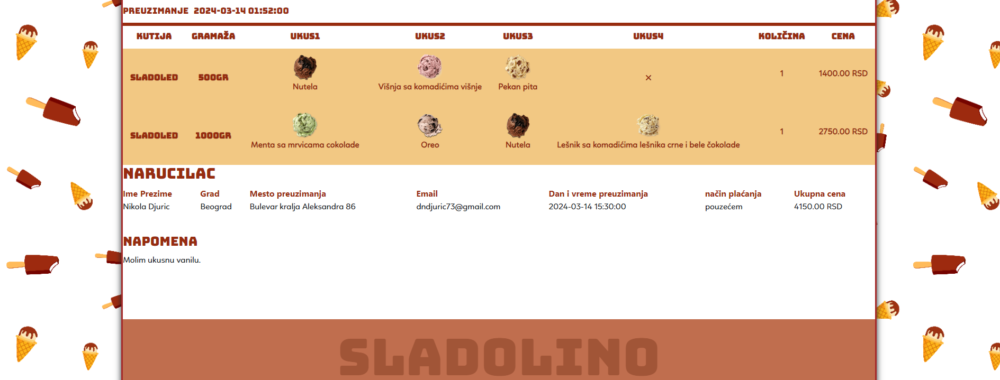 PREUZIMANJE 2024-03-14 01:52:00
KUTIJA GRAMAŽA UKUS1 UKUS2 UKUS3 UKUS4 KOLIČINA CENA
SLADOLED 500GR Nutela Višnja sa komadićima višnje Pekan pita × 1 1400.00 RSD
SLADOLED 1000GR Menta sa mrvicama cokolade Oreo Nutela Lešnik sa komadićima lešnika crne i bele čokolade 1 2750.00 RSD
NARUCILAC
Ime Prezime Grad Mesto preuzimanja Email Dan i vreme preuzimanja način plaćanja Ukupna cena
Nikola Djuric Beograd Bulevar kralja Aleksandra 86 dndjuric73@gmail.com 2024-03-14 15:30:00 pouzećem 4150.00 RSD
NAPOMENA
Molim ukusnu vanilu.
SLADOLINO